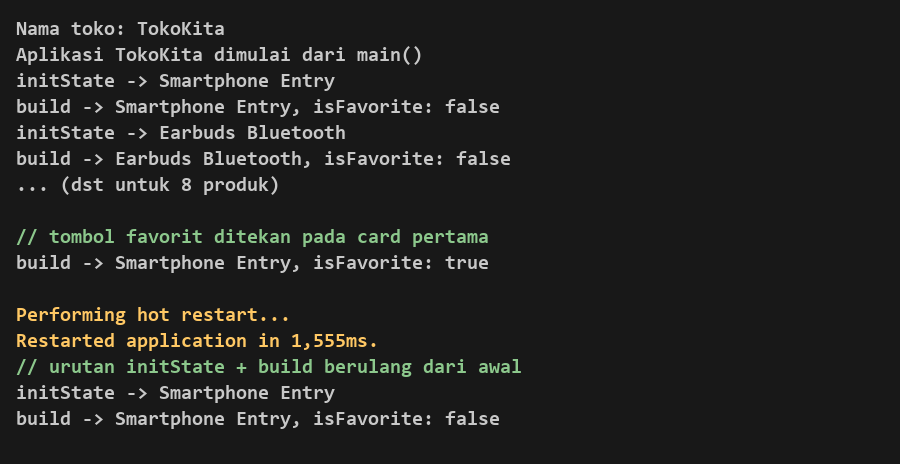 Nama toko: TokoKita
Aplikasi TokoKita dimulai dari main()
initState -> Smartphone Entry
build -> Smartphone Entry, isFavorite: false
initState -> Earbuds Bluetooth
build -> Earbuds Bluetooth, isFavorite: false
... (dst untuk 8 produk)
// tombol favorit ditekan pada card pertama
build -> Smartphone Entry, isFavorite: true
Performing hot restart...
Restarted application in 1,555ms.
// urutan initState + build berulang dari awal
initState -> Smartphone Entry
build -> Smartphone Entry, isFavorite: false